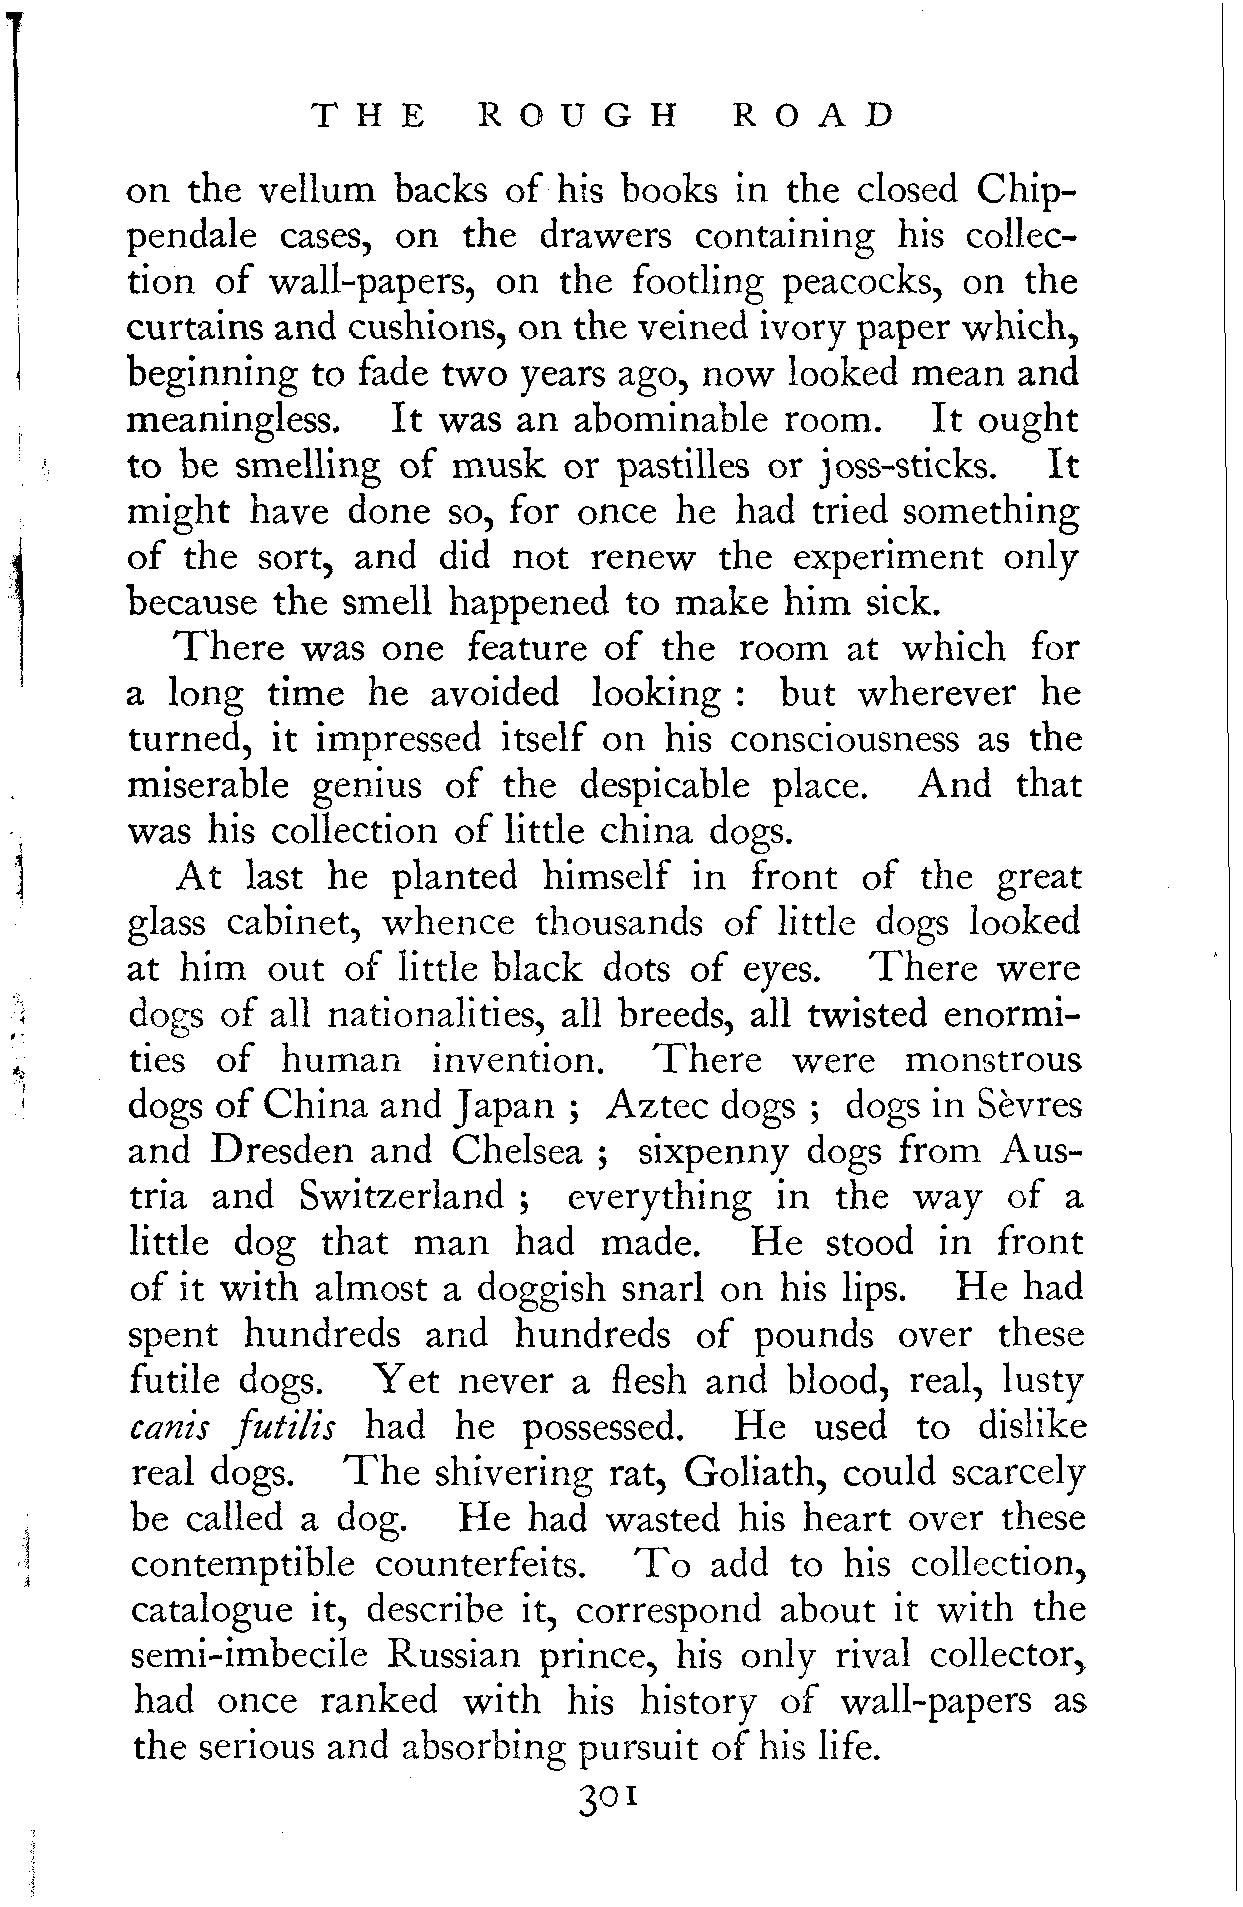 THE ROUGH ROAD
on the vellum backs of his books in the closed Chip-
pendale cases, on the drawers containing his collec-
tion of wall-papers, on the footling peacocks, on the
curtains and cushions, on the veined ivory paper which,
beginning to fade two years ago, now looked mean and
meaningless. It was an abominable room. It ought
to be smelling of musk or pastilles or joss-sticks. It
might have done so, for once he had tried something
of the sort, and did not renew the experiment only
because the smell happened to make him sick.
There was one feature of the room at which for
a long time he avoided looking : but wherever he
turned, it impressed itself on his consciousness as the
miserable genius of the despicable place. And that
was his collection of little china dogs.
At last he planted himself in front of the great
glass cabinet, whence thousands of little dogs looked
at him out of little black dots of eyes. There were
dogs of all nationalities, all breeds, all twisted enormi-
ties of human invention. There were monstrous
dogs of China and Japan ; Aztec dogs ; dogs in Sèvres
and Dresden and Chelsea ; sixpenny dogs from Aus-
tria and Switzerland ; everything in the way of a
little dog that man had made. He stood in front
of it with almost a doggish snarl on his lips. He had
spent hundreds and hundreds of pounds over these
futile dogs. Yet never a flesh and blood, real, lusty
canis futilis had he possessed. He used to dislike
real dogs. The shivering rat, Goliath, could scarcely
be called a dog. He had wasted his heart over these
contemptible counterfeits. To add to his collection,
catalogue it, describe it, correspond about it with the
semi-imbecile Russian prince, his only rival collector,
had once ranked with his history of wall-papers as
the serious and absorbing pursuit of his life.
301